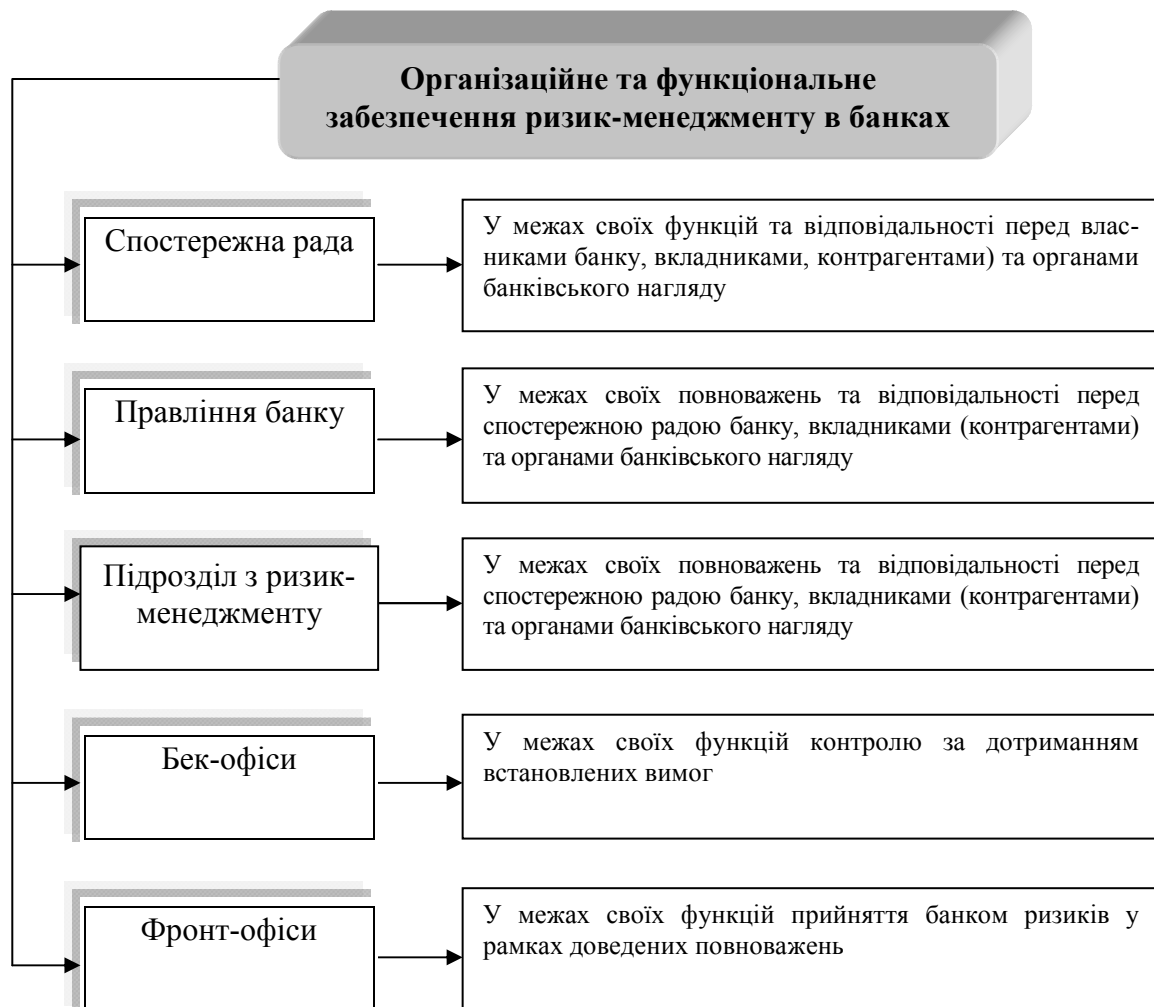 Організаційне та функціональне
забезпечення ризик-менеджменту в банках
Спостережна рада
У межах своїх функцій та відповідальності перед влас-
никами банку, вкладниками, контрагентами) та органами
банківського нагляду
Правління банку
У межах своїх повноважень та відповідальності перед
спостережною радою банку, вкладниками (контрагентами)
та органами банківського нагляду
Підрозділ з ризик-
менеджменту
У межах своїх повноважень та відповідальності перед
спостережною радою банку, вкладниками (контрагентами)
та органами банківського нагляду
Бек-офіси
У межах своїх функцій контролю за дотриманням
встановлених вимог
Фронт-офіси
У межах своїх функцій прийняття банком ризиків у
рамках доведених повноважень